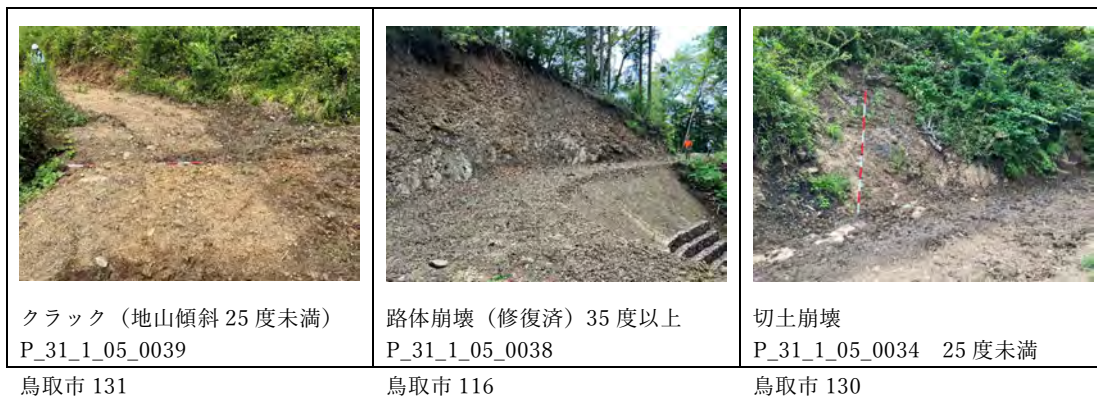 クラック（地山傾斜 25 度未満）
P_31_1_05_0039
鳥取市 131
路体崩壊（修復済）35 度以上
P_31_1_05_0038
鳥取市 116
切土崩壊
P_31_1_05_0034　25 度未満
鳥取市 130